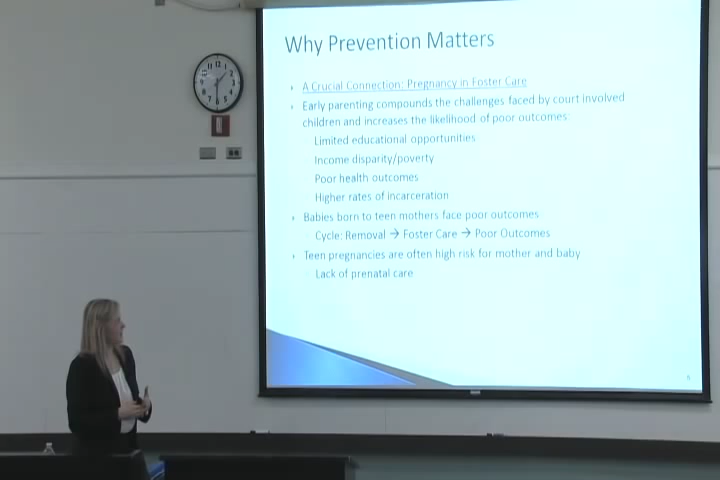 Why Prevention Matters
A Crucial Connection: Pregnancy in Foster Care
Early parenting compounds the challenges faced by court involved
children and increases the likelihood of poor outcomes:
Limited educational opportunities
Income disparity/poverty
Poor health outcomes
Higher rates of incarceration
Babies born to teen mothers face poor outcomes
Cycle: Removal → Foster Care → Poor Outcomes
Teen pregnancies are often high risk for mother and baby
Lack of prenatal care